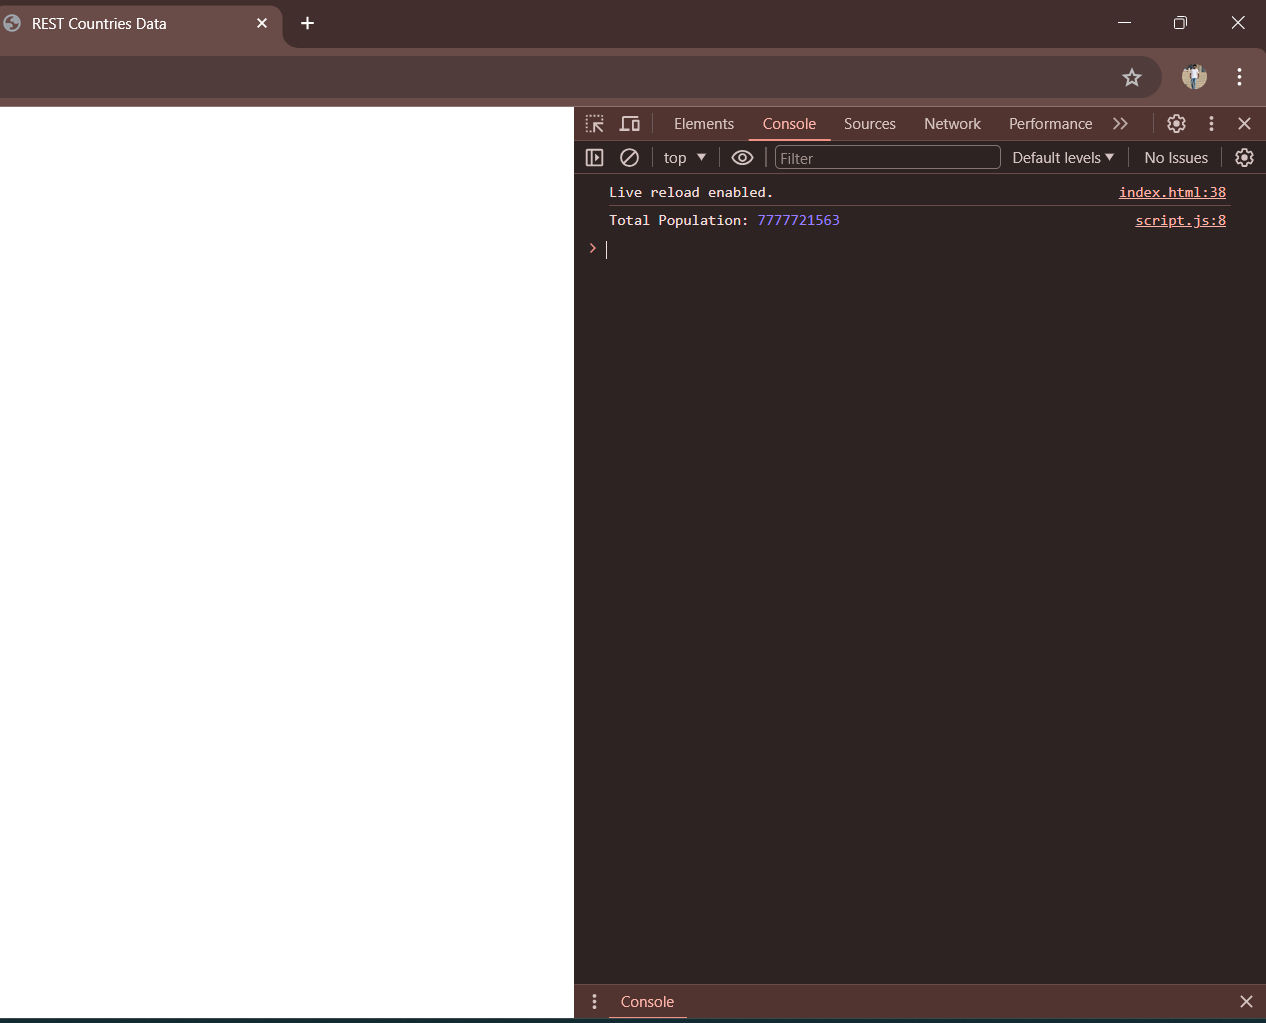 REST Countries Data
Elements Console Sources Network Performance
top Filter Default levels No Issues
Live reload enabled. index.html:38
Total Population: 7777721563 script.js:8
Console